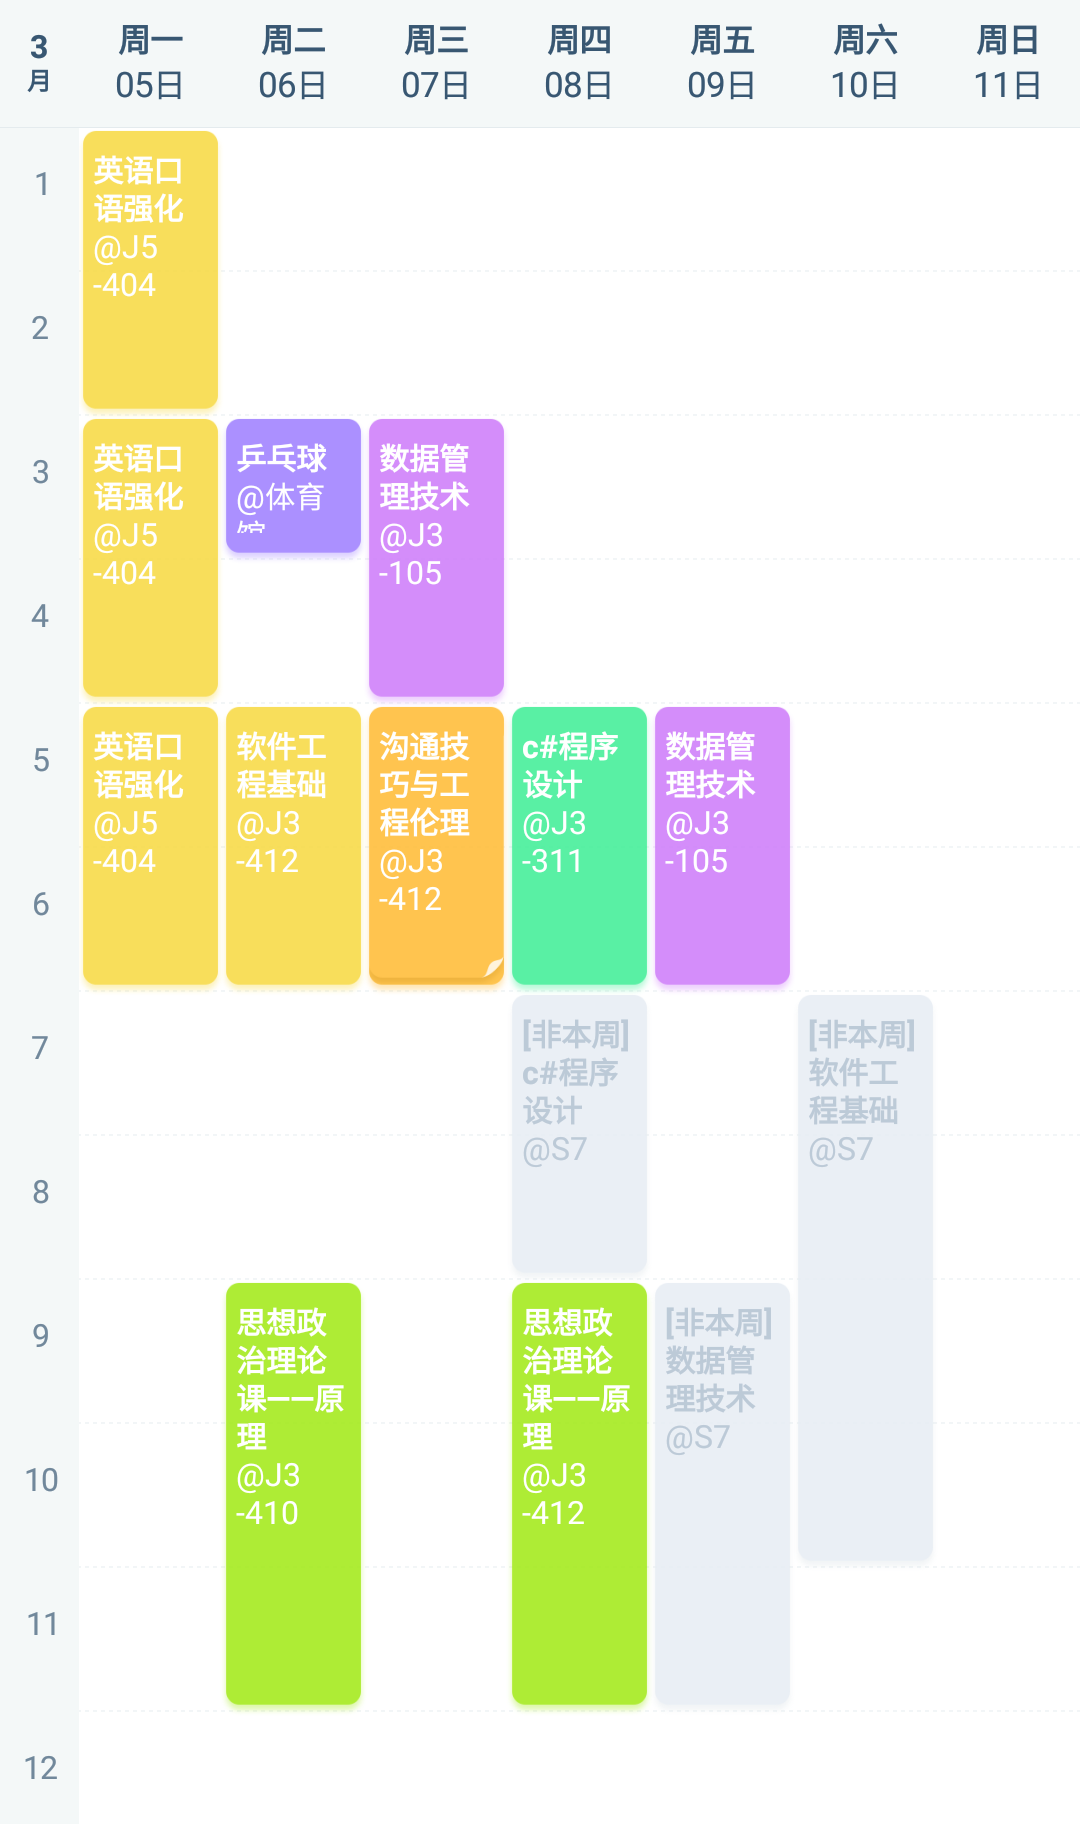 3
月
周一
05日
周二
06日
周三
07日
周四
08日
周五
09日
周六
10日
周日
11日
1
2
3
4
5
6
7
8
9
10
11
12
英语口
语强化
@J5
-404
英语口
语强化
@J5
-404
英语口
语强化
@J5
-404
乒乓球
@体育
馆
软件工
程基础
@J3
-412
思想政
治理论
课——原
理
@J3
-410
数据管
理技术
@J3
-105
沟通技
巧与工
程伦理
@J3
-412
c#程序
设计
@J3
-311
[非本周]
c#程序
设计
@S7
思想政
治理论
课——原
理
@J3
-412
数据管
理技术
@J3
-105
[非本周]
数据管
理技术
@S7
[非本周]
软件工
程基础
@S7